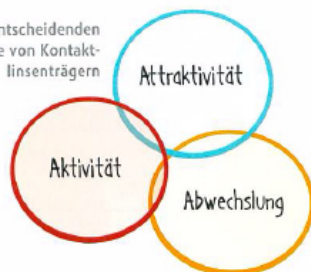 ntscheidenden
e von Kontakt-
linsenträgern
Attraktivität
Aktivität
Abwechslung